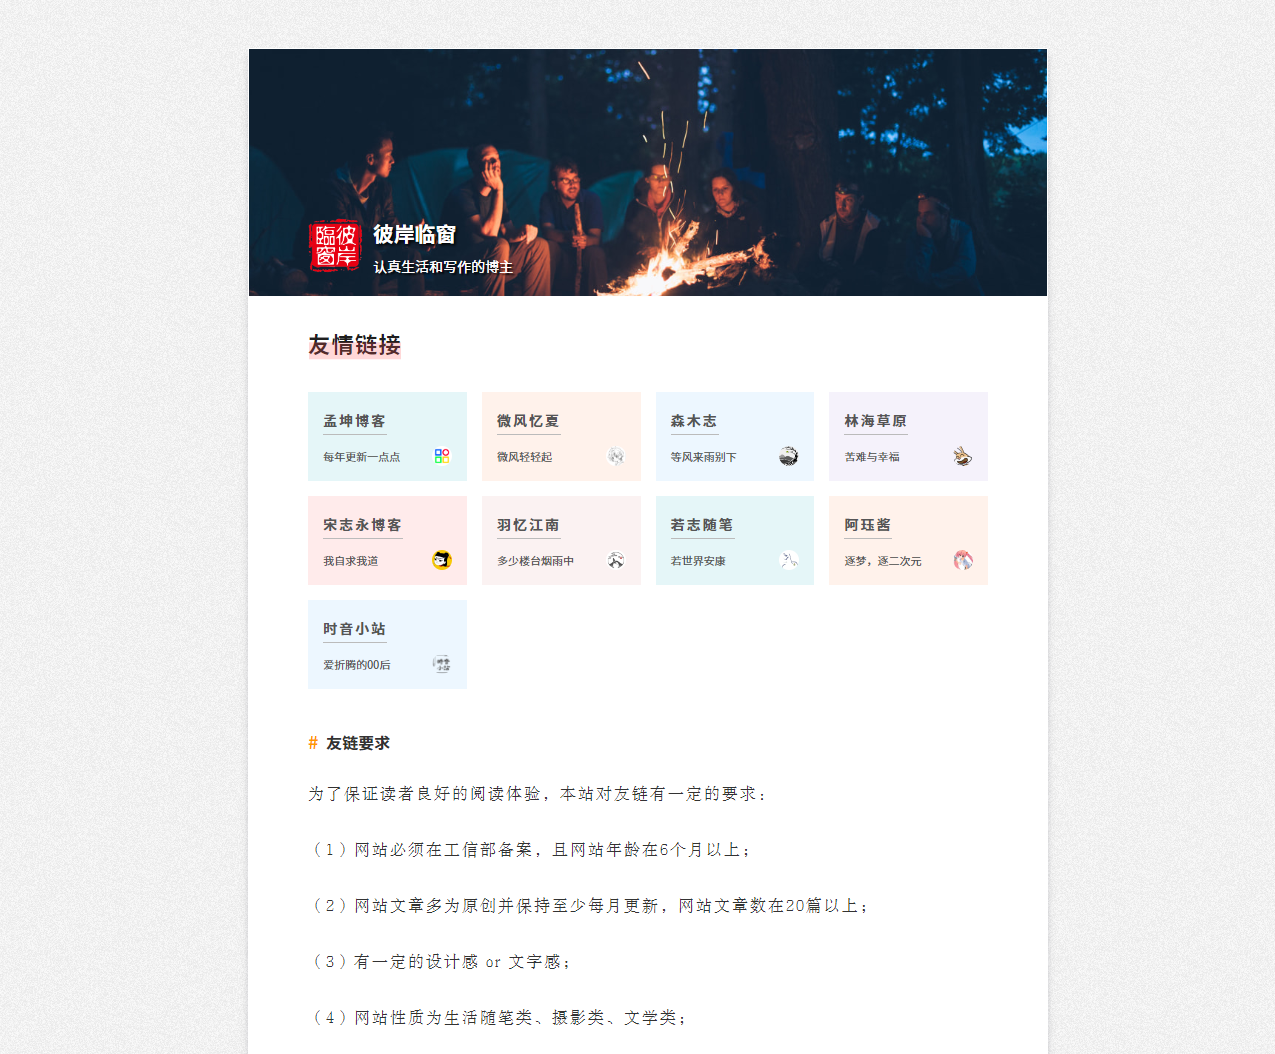 彼岸臨窗
彼岸临窗
认真生活和写作的博主
友情链接
孟坤博客
每年更新一点点
微风忆夏
微风轻轻起
森木志
等风来雨别下
林海草原
苦难与幸福
宋志永博客
我自求我道
羽忆江南
多少楼台烟雨中
若志随笔
若世界安康
阿珏酱
逐梦，逐二次元
时音小站
爱折腾的00后
# 友链要求
为了保证读者良好的阅读体验，本站对友链有一定的要求：
（1）网站必须在工信部备案，且网站年龄在6个月以上；
（2）网站文章多为原创并保持至少每月更新，网站文章数在20篇以上；
（3）有一定的设计感 or 文字感；
（4）网站性质为生活随笔类、摄影类、文学类；